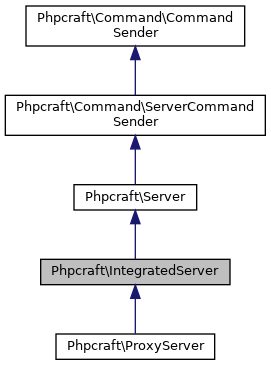 Phpcraft\Command\Command
Sender
Phpcraft\Command\ServerCommand
Sender
Phpcraft\Server
Phpcraft\IntegratedServer
Phpcraft\ProxyServer